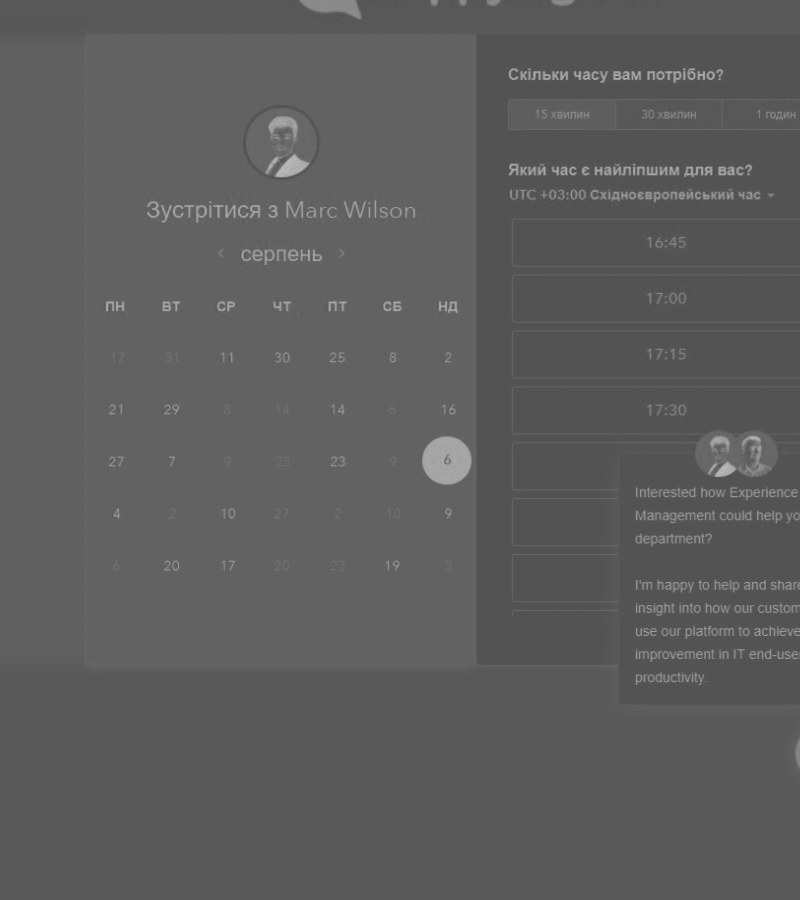 Зустрітися з Marc Wilson
серпень
ПН ВТ СР ЧТ ПТ СБ НД
17 31 11 30 25 8 2
21 29 8 14 14 6 16
27 7 9 23 23 9 6
4 2 10 27 2 10 9
6 20 17 20 23 19 3
Скільки часу вам потрібно?
15 хвилин 30 хвилин 1 годин
Який час є найліпшим для вас?
UTC +03:00 Східноєвропейський час
16:45
17:00
17:15
17:30
Interested how Experience
Management could help yo
department?
I'm happy to help and share
insight into how our custom
use our platform to achieve
improvement in IT end-use
productivity.